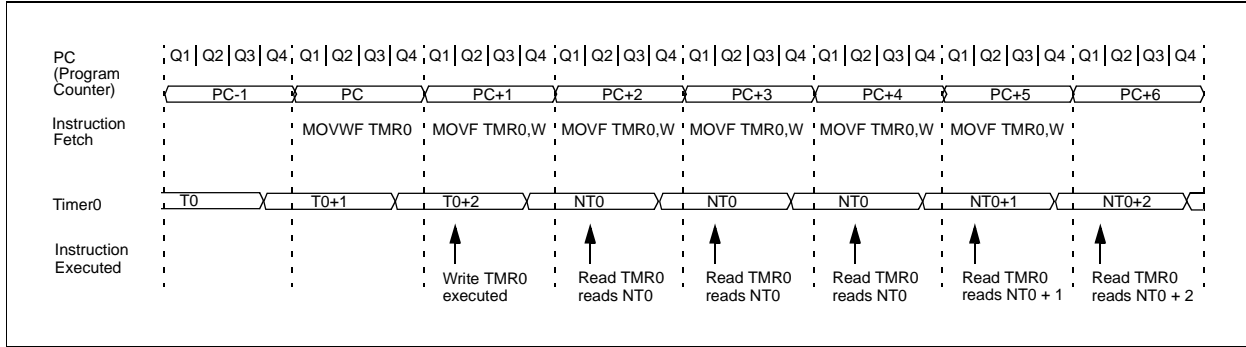 PC
(Program
Counter)
Q1 Q2 Q3 Q4 Q1 Q2 Q3 Q4 Q1 Q2 Q3 Q4 Q1 Q2 Q3 Q4 Q1 Q2 Q3 Q4 Q1 Q2 Q3 Q4 Q1 Q2 Q3 Q4 Q1 Q2 Q3 Q4
PC-1 PC PC+1 PC+2 PC+3 PC+4 PC+5 PC+6
Instruction
Fetch
MOVWF TMR0 MOVF TMR0,W MOVF TMR0,W MOVF TMR0,W MOVF TMR0,W MOVF TMR0,W
Timer0
T0 T0+1 T0+2 NT0 NT0 NT0 NT0+1 NT0+2
Instruction
Executed
Write TMR0
executed
Read TMR0
reads NT0
Read TMR0
reads NT0
Read TMR0
reads NT0
Read TMR0
reads NT0 + 1
Read TMR0
reads NT0 + 2